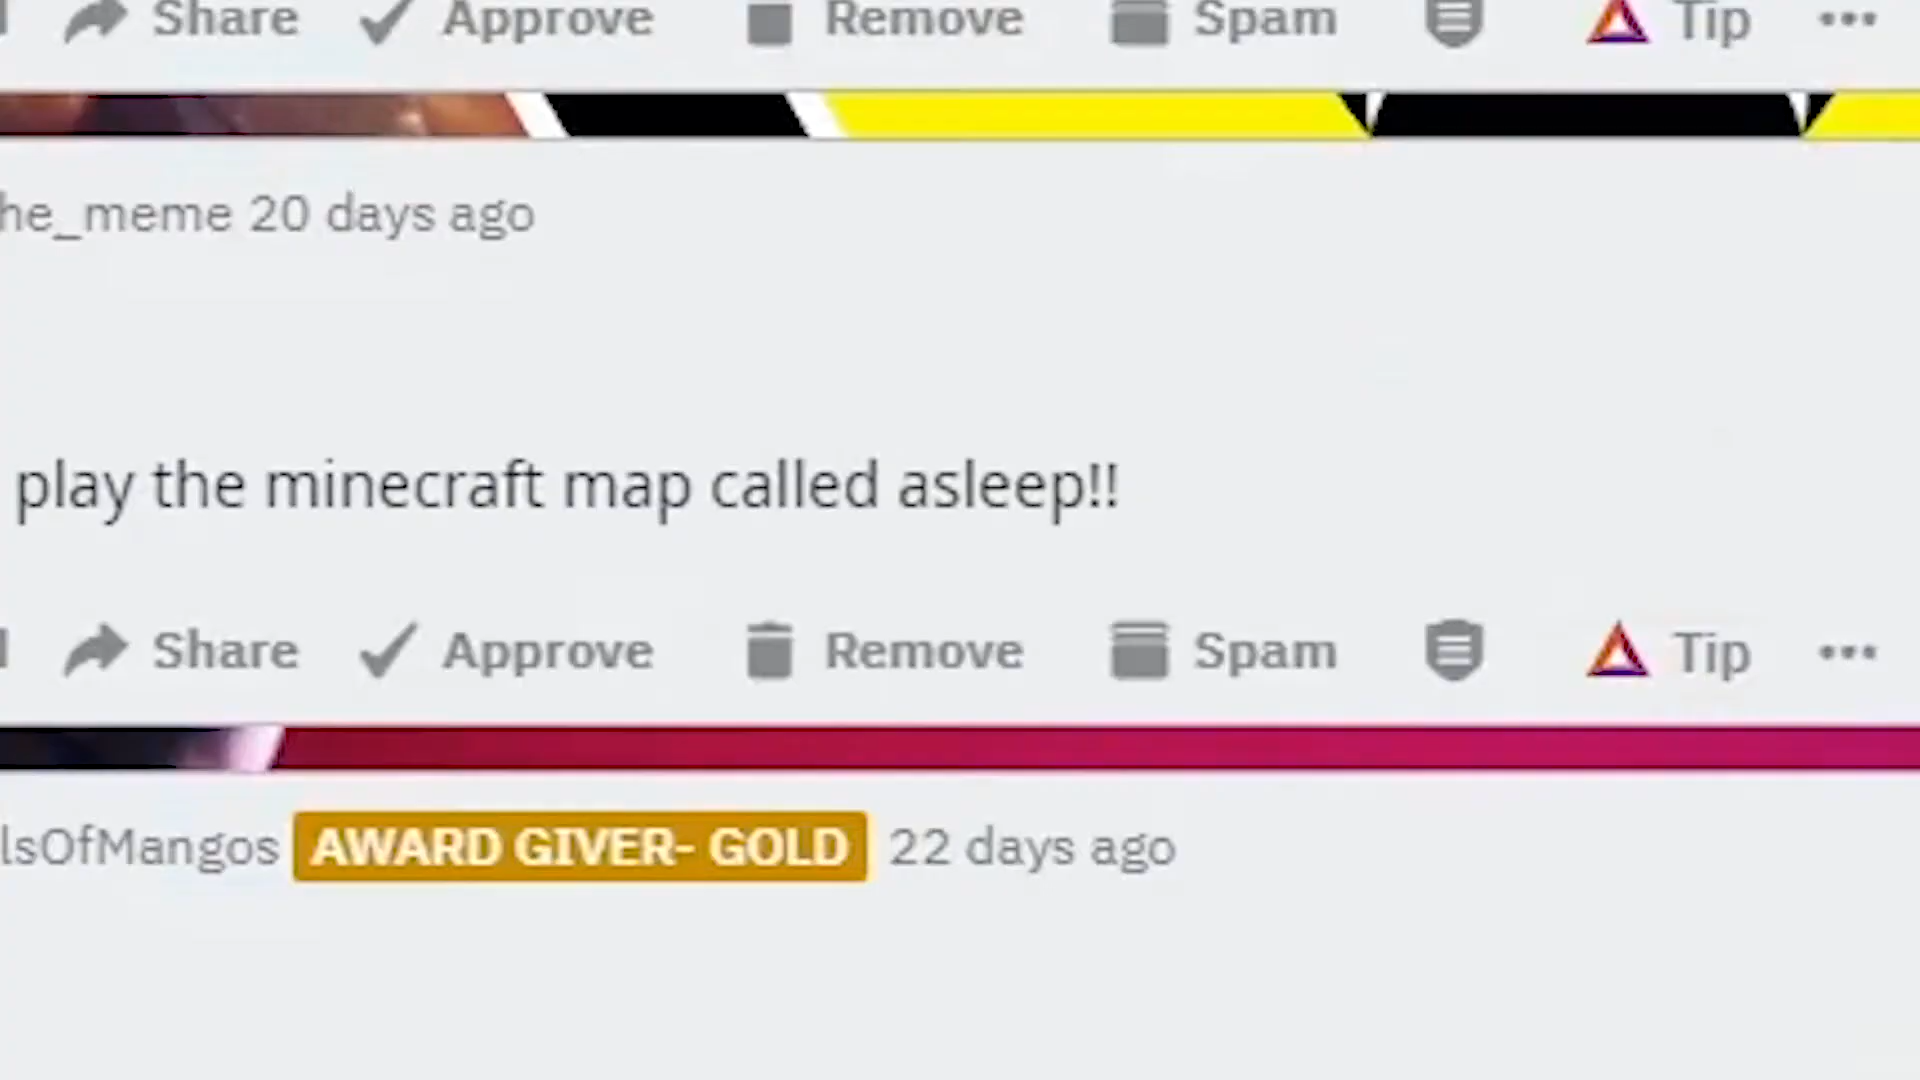 Share Approve Remove Spam Tip
he_meme 20 days ago
play the minecraft map called asleep!!
Share Approve Remove Spam Tip
lsOfMangos AWARD GIVER- GOLD 22 days ago